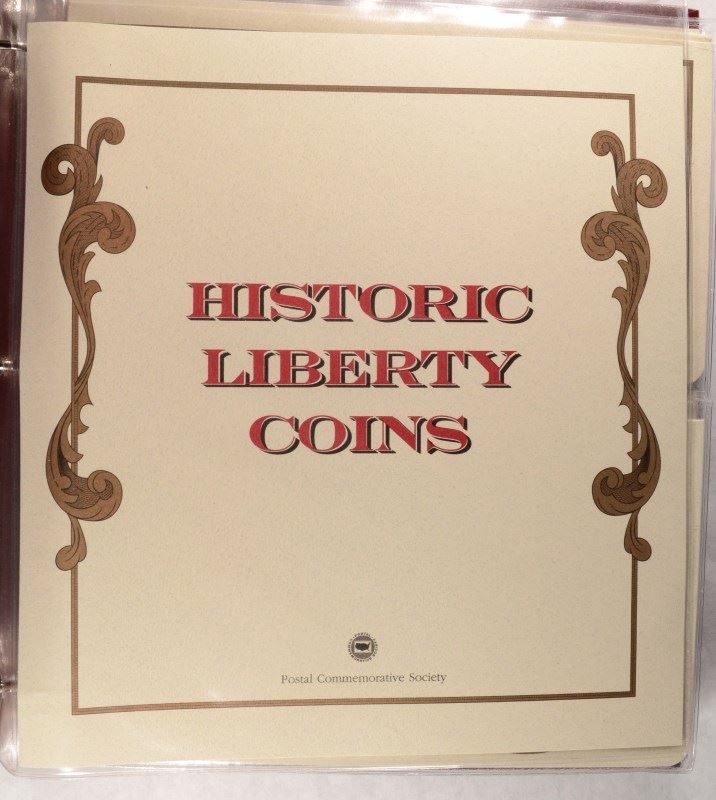 HISTORIC
LIBERTY
COINS
Postal Commemorative Society